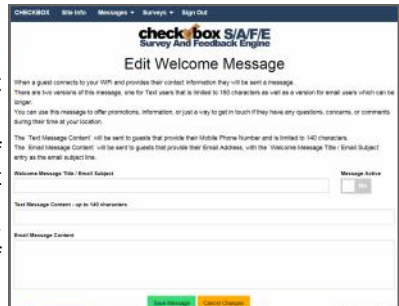 CHECKBOX Site Info Messages Surveys Sign Out
checkbox S/A/F/E
Survey And Feedback Engine
Edit Welcome Message
When a guest connects to your WiFi and provides their contact information they will be sent a message.
There are two versions of this message, one for Text users that is limited to 160 characters as well as a version for email users which can be
longer.
You can use this message to offer promotions, information, or just a way to get in touch if they have any questions, concerns, or comments
during their time at your location.
The 'Text Message Content' will be sent to guests that provide their Mobile Phone Number and is limited to 140 characters.
The 'Email Message Content' will be sent to guests that provide their Email Address, with the 'Welcome Message Title / Email Subject'
entry as the email subject line.
Welcome Message Title / Email Subject Message Active
No
Text Message Content - up to 140 characters
Email Message Content
Save Message Cancel Changes